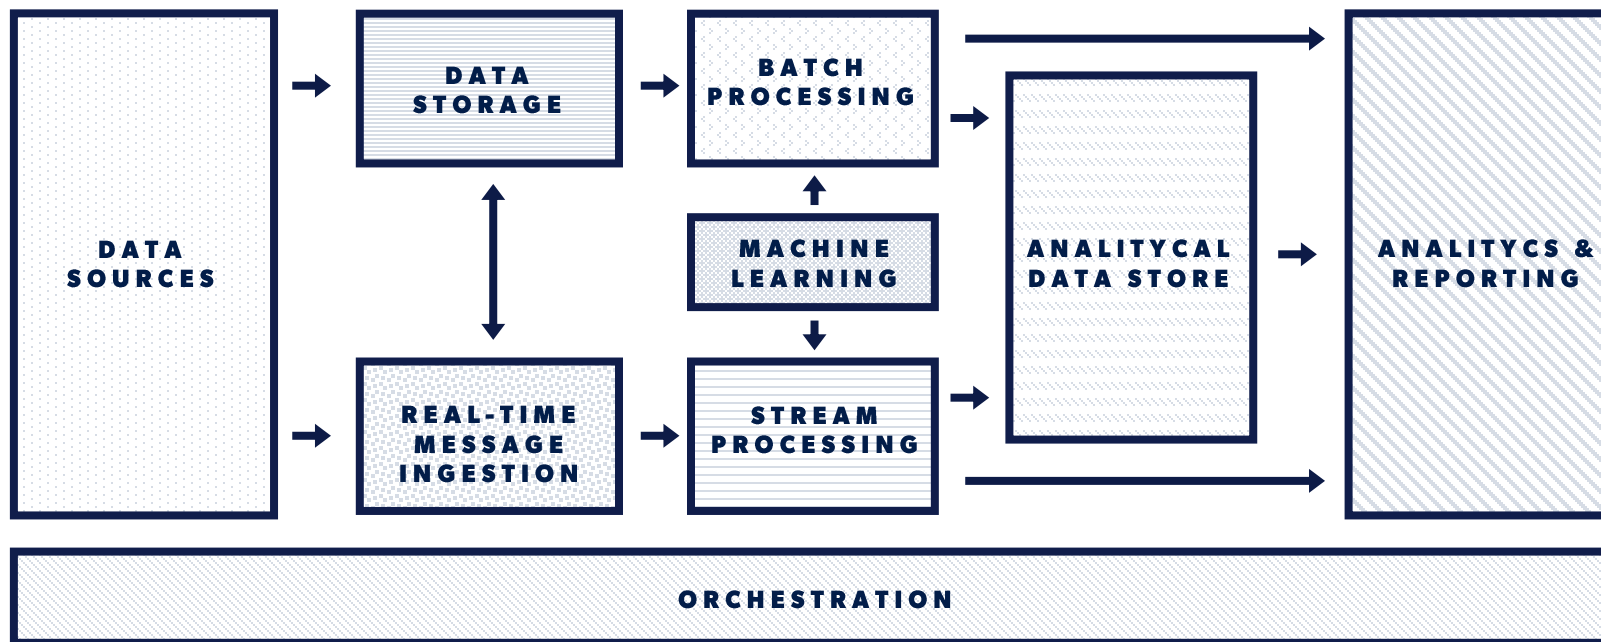 DATA
SOURCES
DATA
STORAGE
REAL-TIME
MESSAGE
INGESTION
BATCH
PROCESSING
MACHINE
LEARNING
STREAM
PROCESSING
ANALITYCAL
DATA STORE
ANALITYCS &
REPORTING
ORCHESTRATION